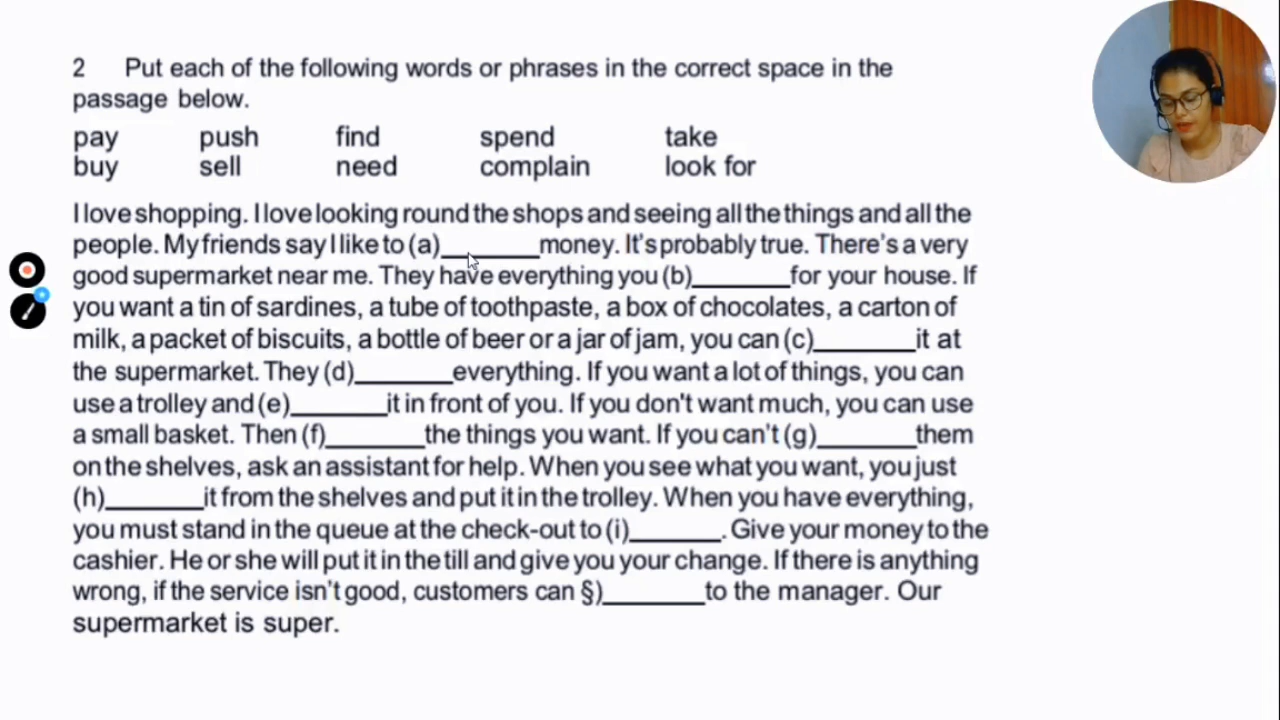 2 Put each of the following words or phrases in the correct space in the
passage below.
pay push find spend take
buy sell need complain look for
I love shopping. I love looking round the shops and seeing all the things and all the
people. My friends say I like to (a)_______money. It's probably true. There's a very
good supermarket near me. They have everything you (b)_______for your house. If
you want a tin of sardines, a tube of toothpaste, a box of chocolates, a carton of
milk, a packet of biscuits, a bottle of beer or a jar of jam, you can (c)_______it at
the supermarket. They (d)_______everything. If you want a lot of things, you can
use a trolley and (e)_______it in front of you. If you don't want much, you can use
a small basket. Then (f)_______the things you want. If you can't (g)_______them
on the shelves, ask an assistant for help. When you see what you want, you just
(h)_______it from the shelves and put it in the trolley. When you have everything,
you must stand in the queue at the check-out to (i)_______. Give your money to the
cashier. He or she will put it in the till and give you your change. If there is anything
wrong, if the service isn't good, customers can §)_______to the manager. Our
supermarket is super.